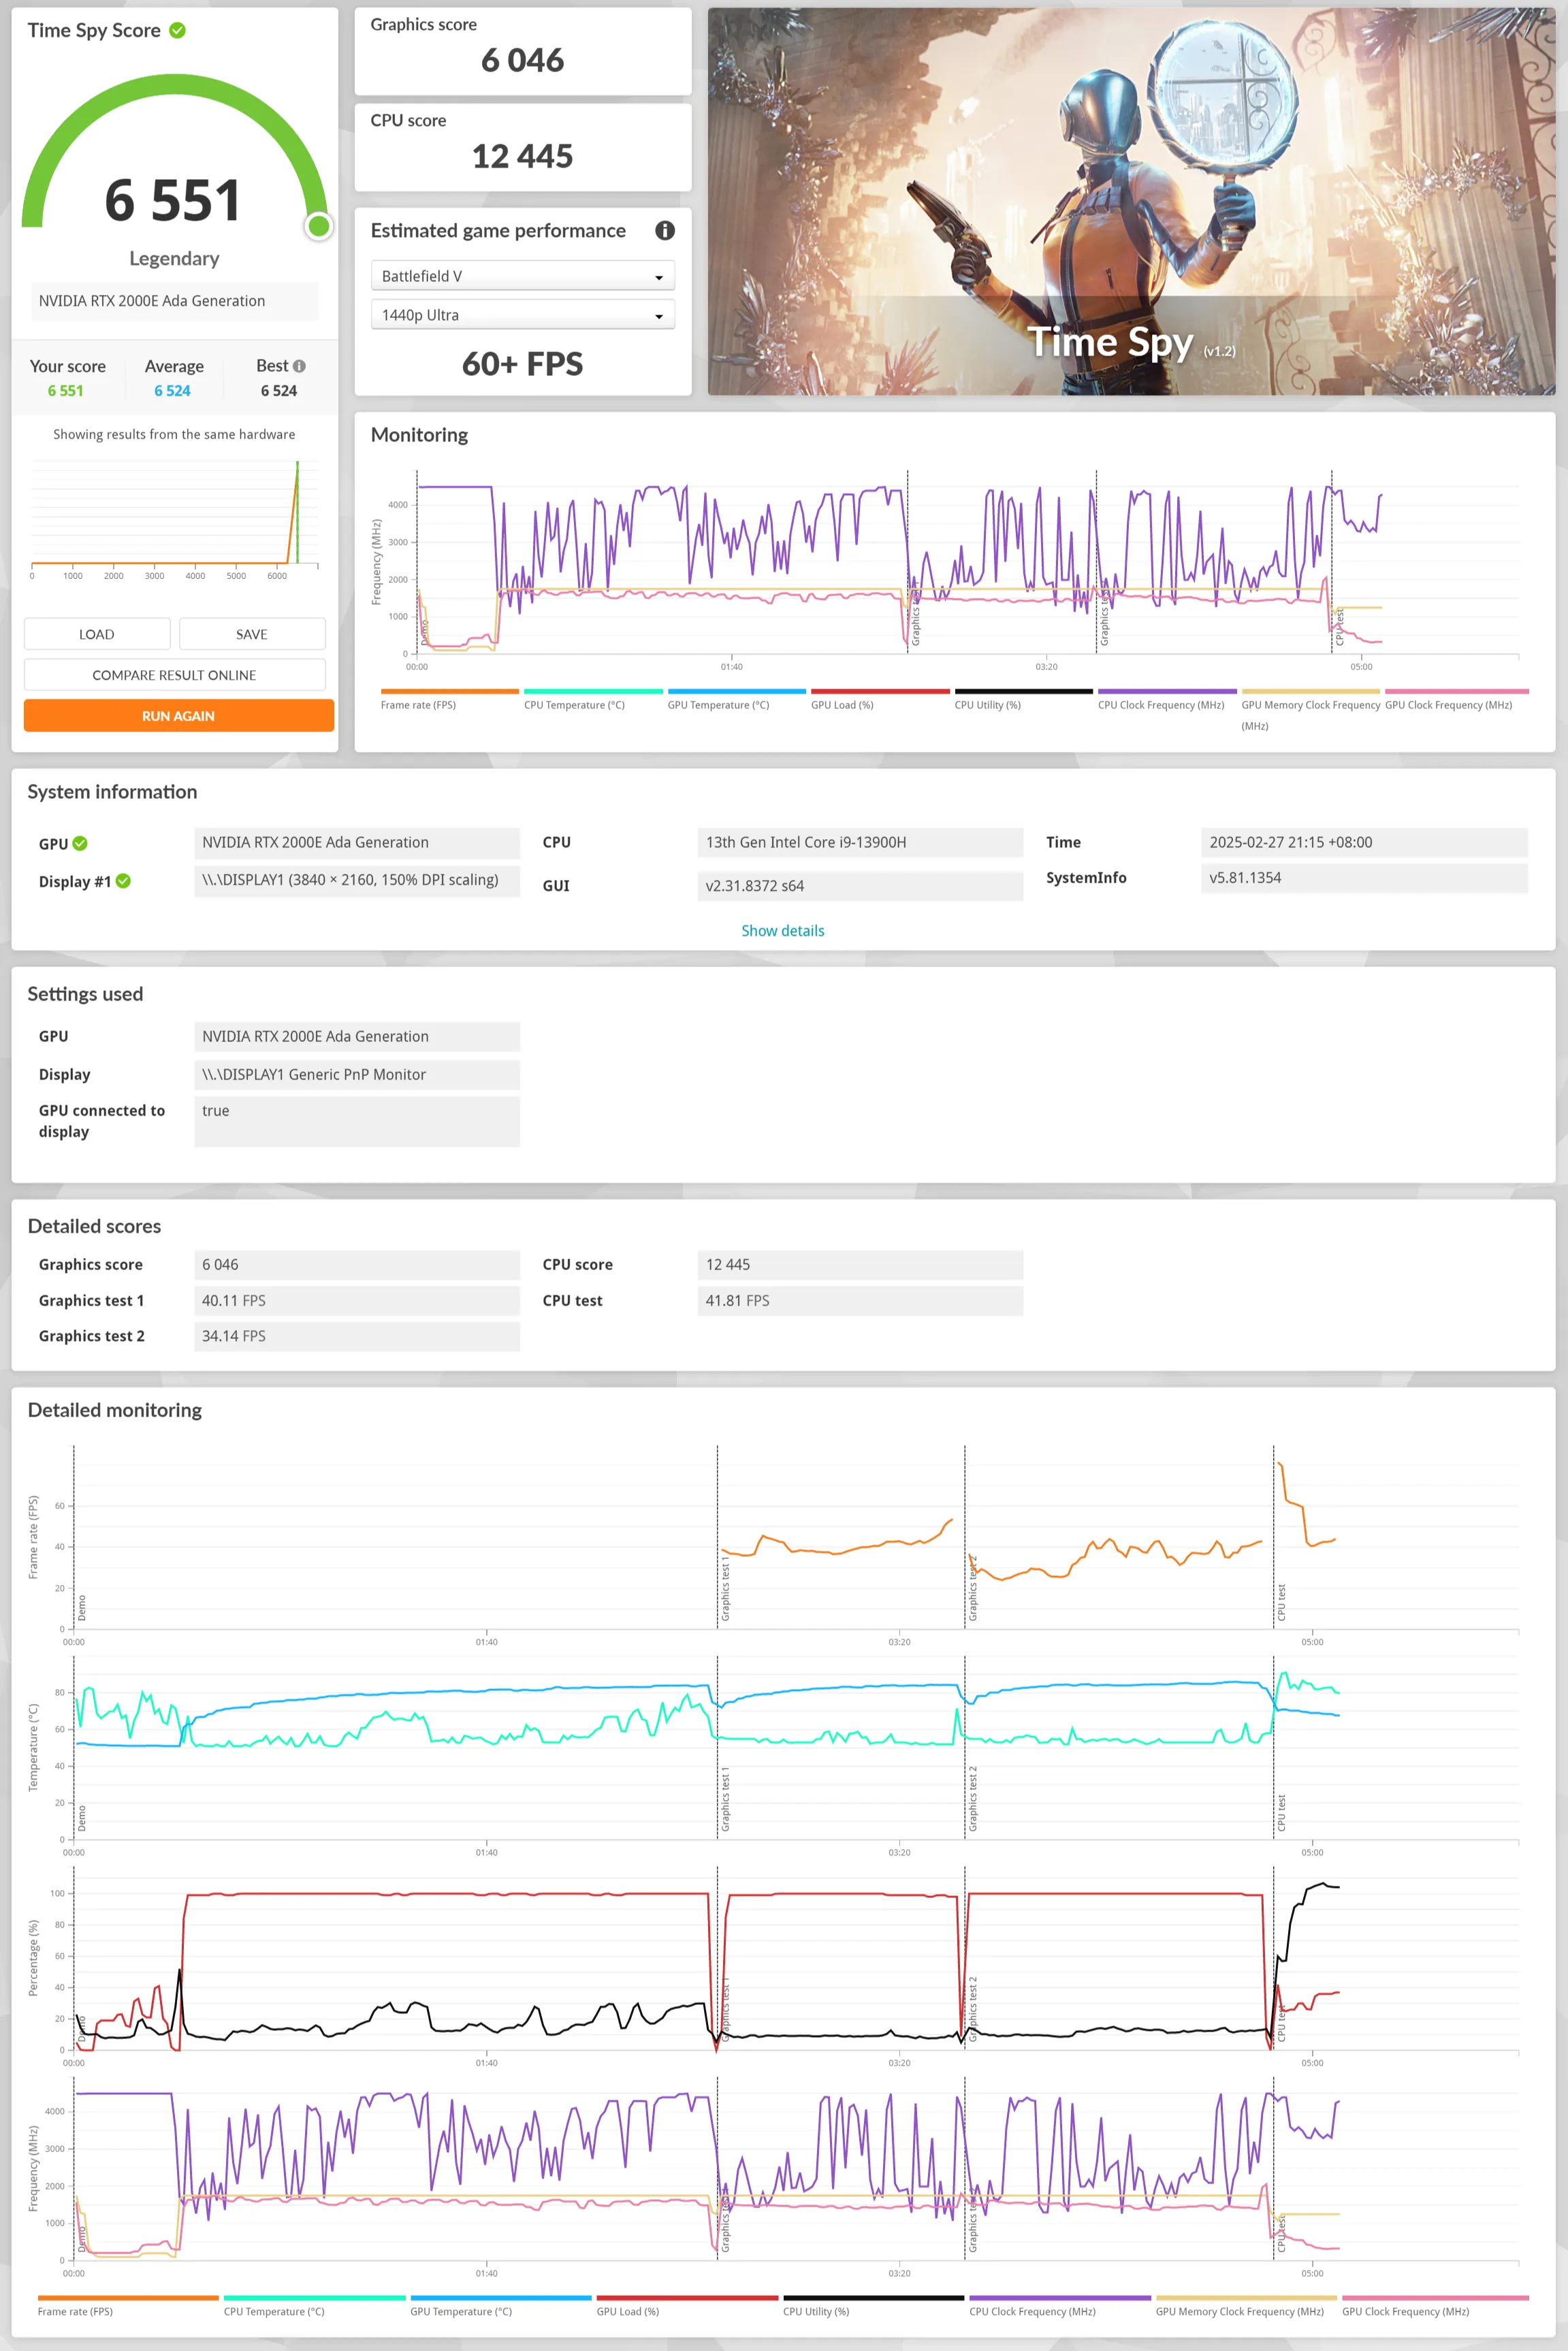 Time Spy Score
6 551
Legendary
NVIDIA RTX 2000E Ada Generation
Your score Average Best
6 551 6 524 6 524
Showing results from the same hardware
0 1000 2000 3000 4000 5000 6000
LOAD SAVE
COMPARE RESULT ONLINE
RUN AGAIN
Graphics score
6 046
CPU score
12 445
Estimated game performance
Battlefield V
1440p Ultra
60+ FPS
Time Spy (v1.2)
Monitoring
Frequency (MHz)
4000
3000
2000
1000
0
Demo
Graphics test 1
Graphics test 2
CPU test
00:00 01:40 03:20 05:00
Frame rate (FPS) CPU Temperature (°C) GPU Temperature (°C) GPU Load (%) CPU Utility (%) CPU Clock Frequency (MHz) GPU Memory Clock Frequency (MHz) GPU Clock Frequency (MHz)
System information
GPU NVIDIA RTX 2000E Ada Generation CPU 13th Gen Intel Core i9-13900H Time 2025-02-27 21:15 +08:00
Display #1 \\.\DISPLAY1 (3840 × 2160, 150% DPI scaling) GUI v2.31.8372 s64 SystemInfo v5.81.1354
Show details
Settings used
GPU NVIDIA RTX 2000E Ada Generation
Display \\.\DISPLAY1 Generic PnP Monitor
GPU connected to display true
Detailed scores
Graphics score 6 046 CPU score 12 445
Graphics test 1 40.11 FPS CPU test 41.81 FPS
Graphics test 2 34.14 FPS
Detailed monitoring
Frame rate (FPS)
60
40
20
0
Demo
Graphics test 1
Graphics test 2
CPU test
00:00 01:40 03:20 05:00
Temperature (°C)
80
60
40
20
0
Demo
Graphics test 1
Graphics test 2
CPU test
00:00 01:40 03:20 05:00
Percentage (%)
100
80
60
40
20
0
Demo
Graphics test 1
Graphics test 2
CPU test
00:00 01:40 03:20 05:00
Frequency (MHz)
4000
3000
2000
1000
0
Demo
Graphics test 1
Graphics test 2
CPU test
00:00 01:40 03:20 05:00
Frame rate (FPS) CPU Temperature (°C) GPU Temperature (°C) GPU Load (%) CPU Utility (%) CPU Clock Frequency (MHz) GPU Memory Clock Frequency (MHz) GPU Clock Frequency (MHz)